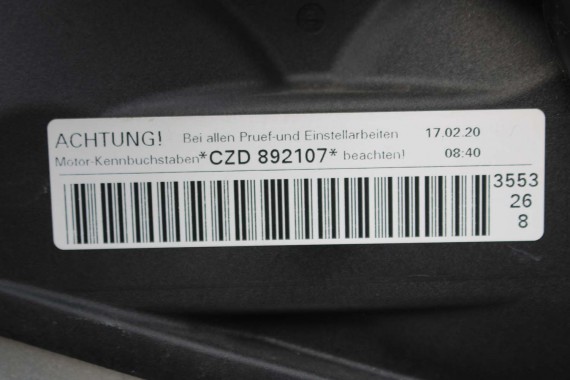 ACHTUNG! Bei allen Pruef-und Einstellarbeiten 17.02.20
Motor-Kennbuchstaben*CZD 892107* beachten! 08:40
3553
26
8